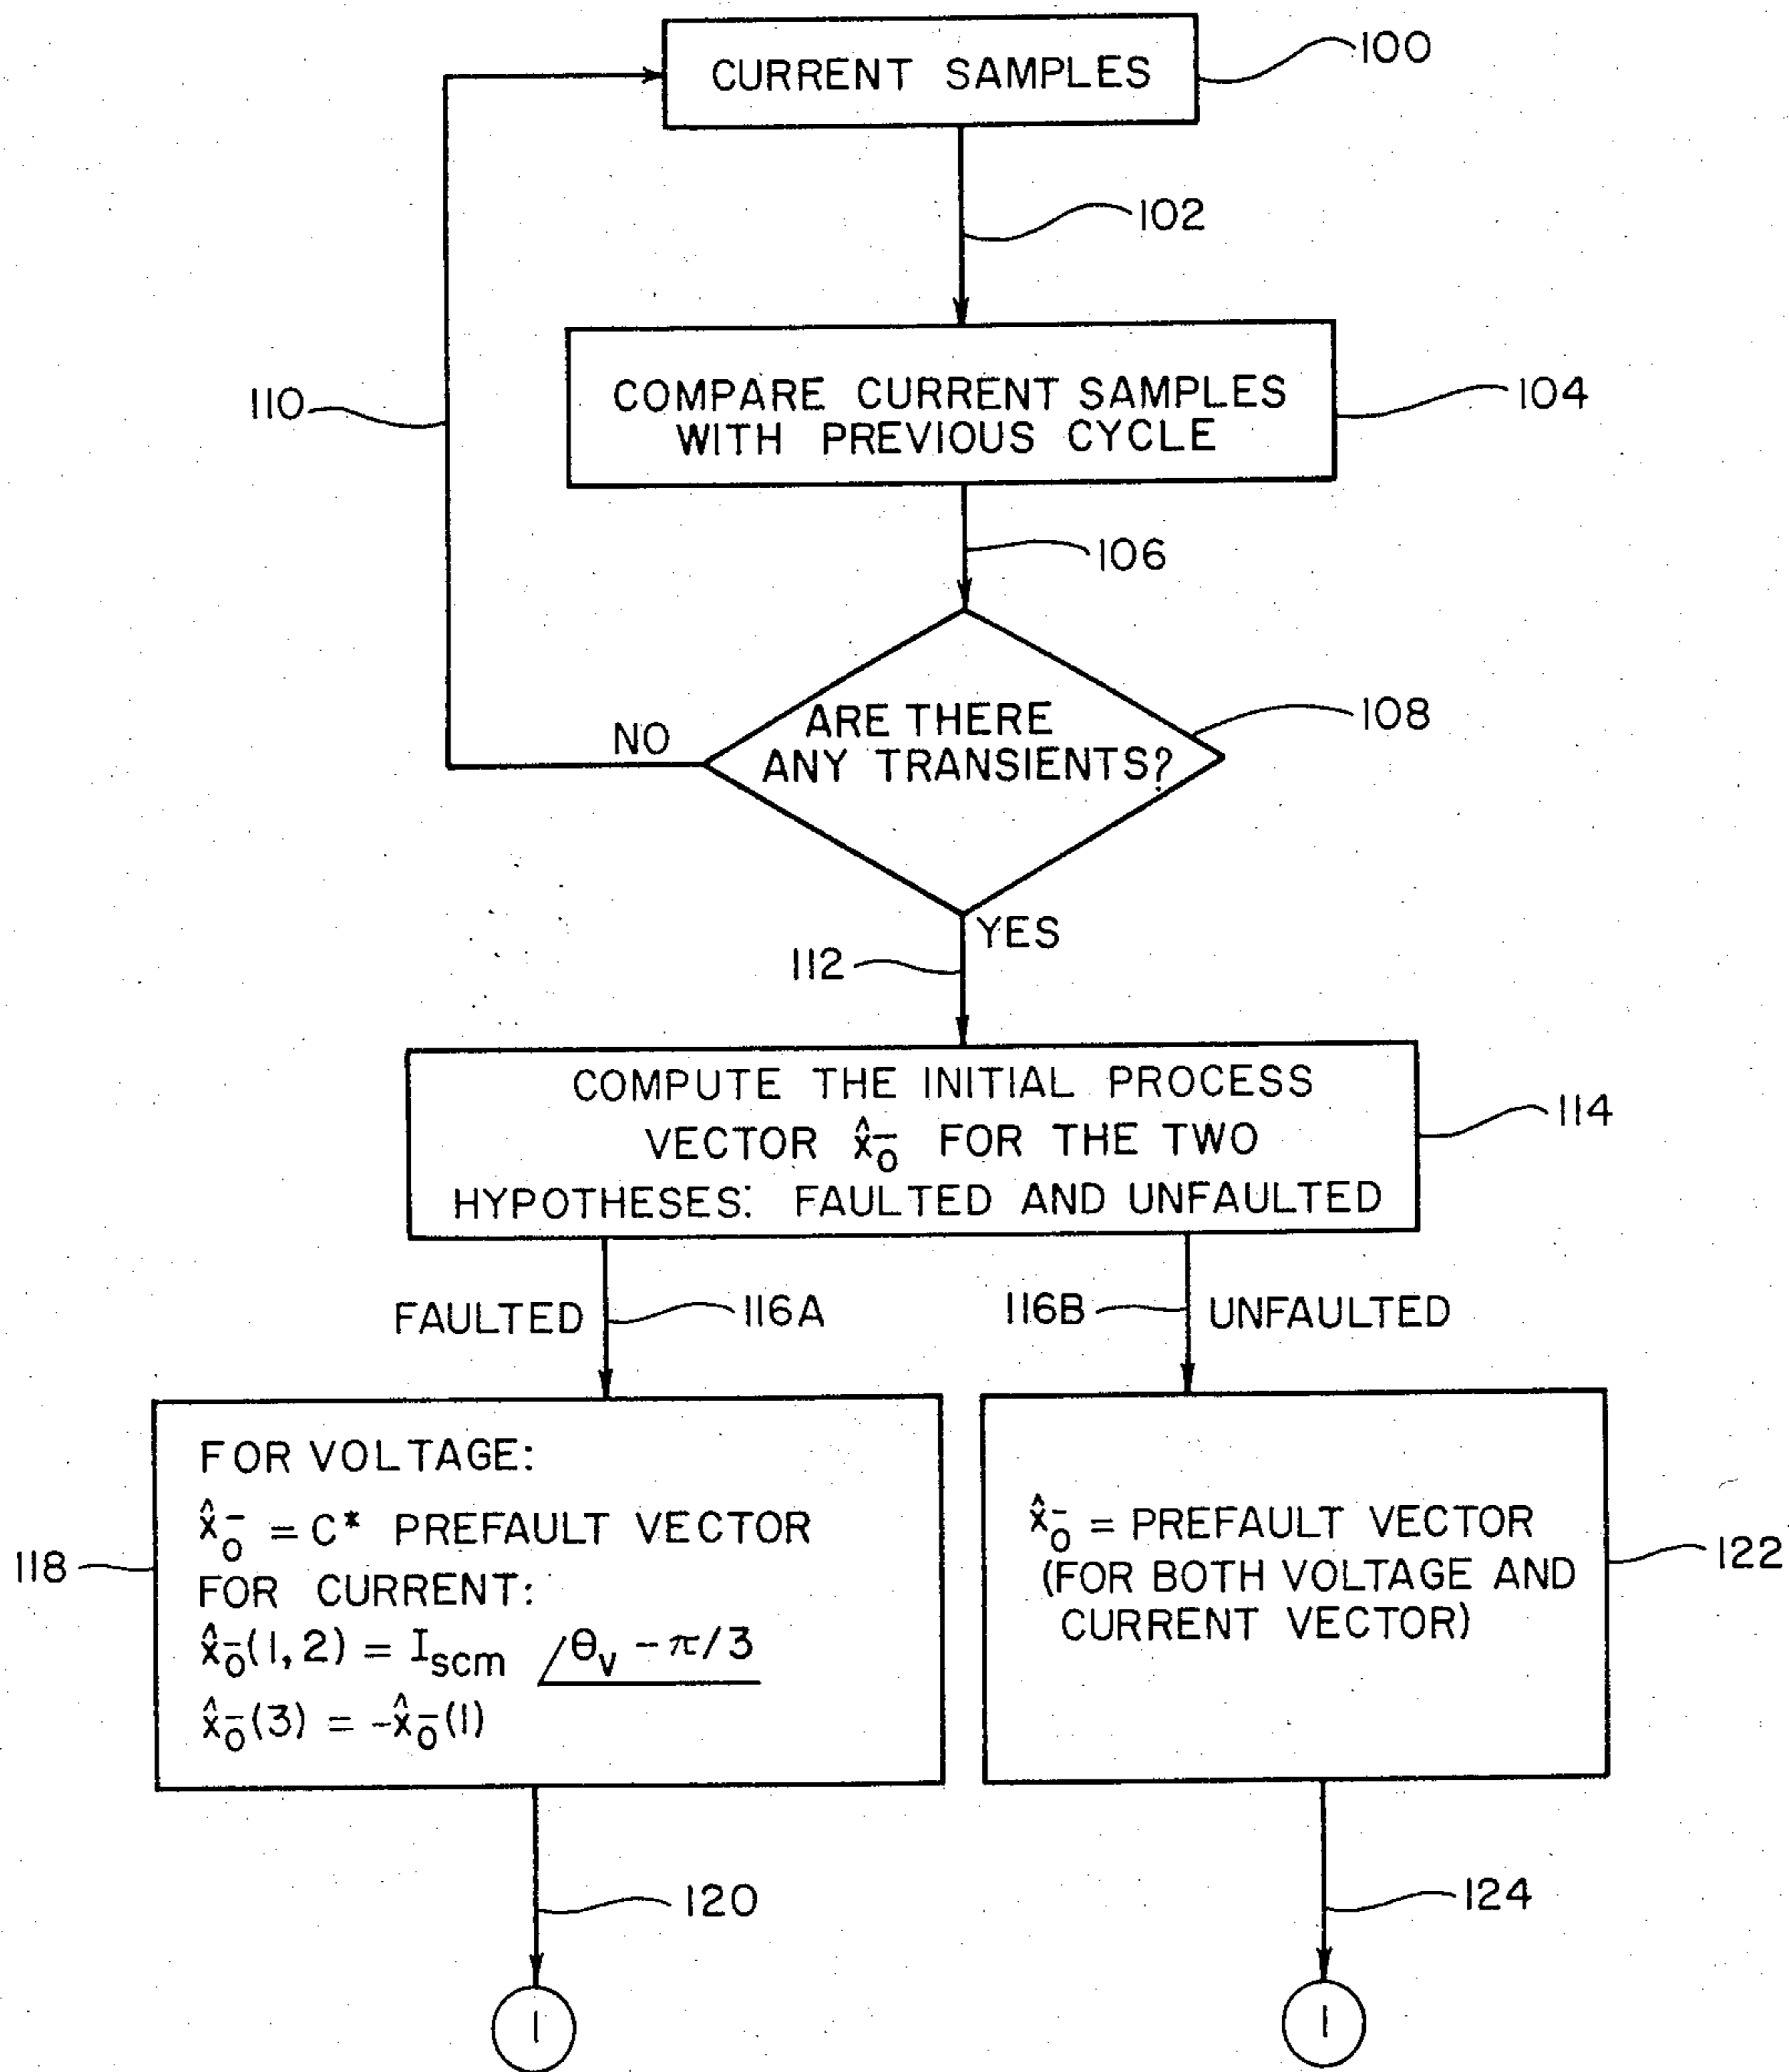 CURRENT SAMPLES
100
102
COMPARE CURRENT SAMPLES
WITH PREVIOUS CYCLE
104
110
106
ARE THERE
ANY TRANSIENTS?
108
NO
YES
112
COMPUTE THE INITIAL PROCESS
VECTOR x̂₀⁻ FOR THE TWO
HYPOTHESES: FAULTED AND UNFAULTED
114
FAULTED
116A
116B
UNFAULTED
FOR VOLTAGE:
x̂₀⁻ = C* PREFAULT VECTOR
FOR CURRENT:
x̂₀⁻(1,2) = I_scm ∠θ_v - π/3
x̂₀⁻(3) = -x̂₀⁻(1)
118
x̂₀⁻ = PREFAULT VECTOR
(FOR BOTH VOLTAGE AND
CURRENT VECTOR)
122
120
124
1
1